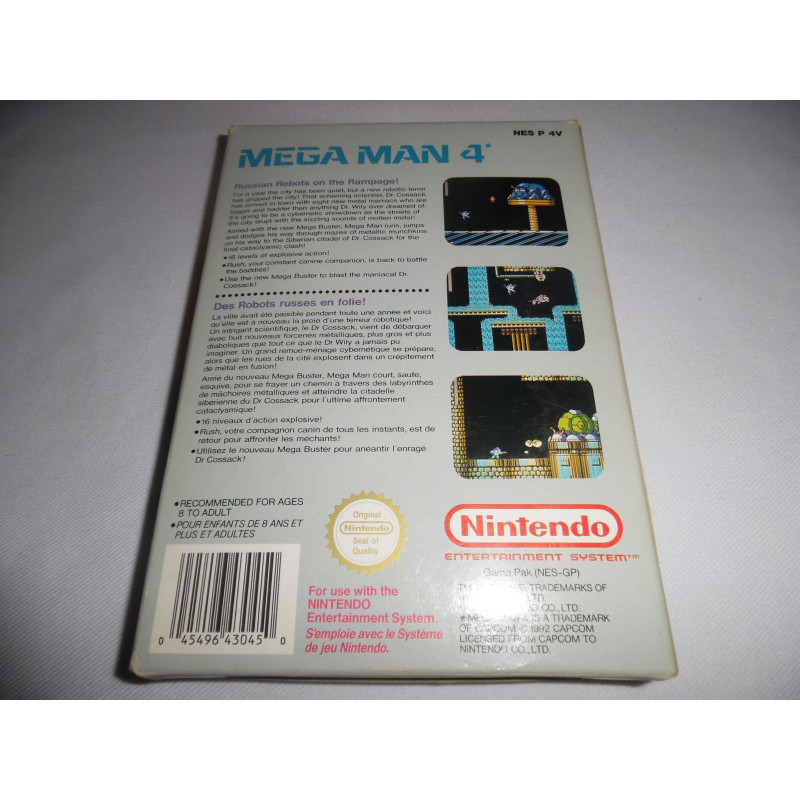 NES P 4V
MEGA MAN 4*
Russian Robots on the Rampage!
For a year the city has been quiet, but a new robotic terror
has gripped the city! That scheming scientist, Dr. Cossack
has arrived in town with eight new metal maniacs who are
bigger and badder than anything Dr. Wily ever dreamed of.
It's going to be a cybernetic showdown as the streets of
the city erupt with the sizzling sounds of molten metal!
Armed with the new Mega Buster, Mega Man runs, jumps
and dodges his way through mazes of metallic munchkins
on his way to the Siberian citadel of Dr. Cossack for the
final cataclysmic clash!
•16 levels of explosive action!
•Rush, your constant canine companion, is back to battle
the baddies!
•Use the new Mega Buster to blast the maniacal Dr.
Cossack!
Des Robots russes en folie!
La ville avait été paisible pendant toute une année et voici
qu'elle est à nouveau la proie d'une terreur robotique!
Un intrigant scientifique, le Dr Cossack, vient de débarquer
avec huit nouveaux forcenés métalliques, plus gros et plus
diaboliques que tout ce que le Dr Wily a jamais pu
imaginer. Un grand remue-ménage cybernétique se prépare,
alors que les rues de la cité explosent dans un crépitement
de métal en fusion!
Armé du nouveau Mega Buster, Mega Man court, saute,
esquive, pour se frayer un chemin à travers des labyrinthes
de mâchoires métalliques et atteindre la citadelle
sibérienne du Dr Cossack pour l'ultime affrontement
cataclysmique!
•16 niveaux d'action explosive!
•Rush, votre compagnon canin de tous les instants, est de
retour pour affronter les méchants!
•Utilisez le nouveau Mega Buster pour anéantir l'enragé
Dr Cossack!
•RECOMMENDED FOR AGES
8 TO ADULT
•POUR ENFANTS DE 8 ANS ET
PLUS ET ADULTES
0 45496 43045 0
Original
Nintendo
Seal of
Quality
For use with the
NINTENDO
Entertainment System.
S'emploie avec le Système
de jeu Nintendo.
Nintendo
ENTERTAINMENT SYSTEM™
Game Pak (NES-GP)
TRADEMARKS OF
CO., LTD.
IS A TRADEMARK
OF CAPCOM © 1992 CAPCOM
LICENSED FROM CAPCOM TO
NINTENDO CO., LTD.